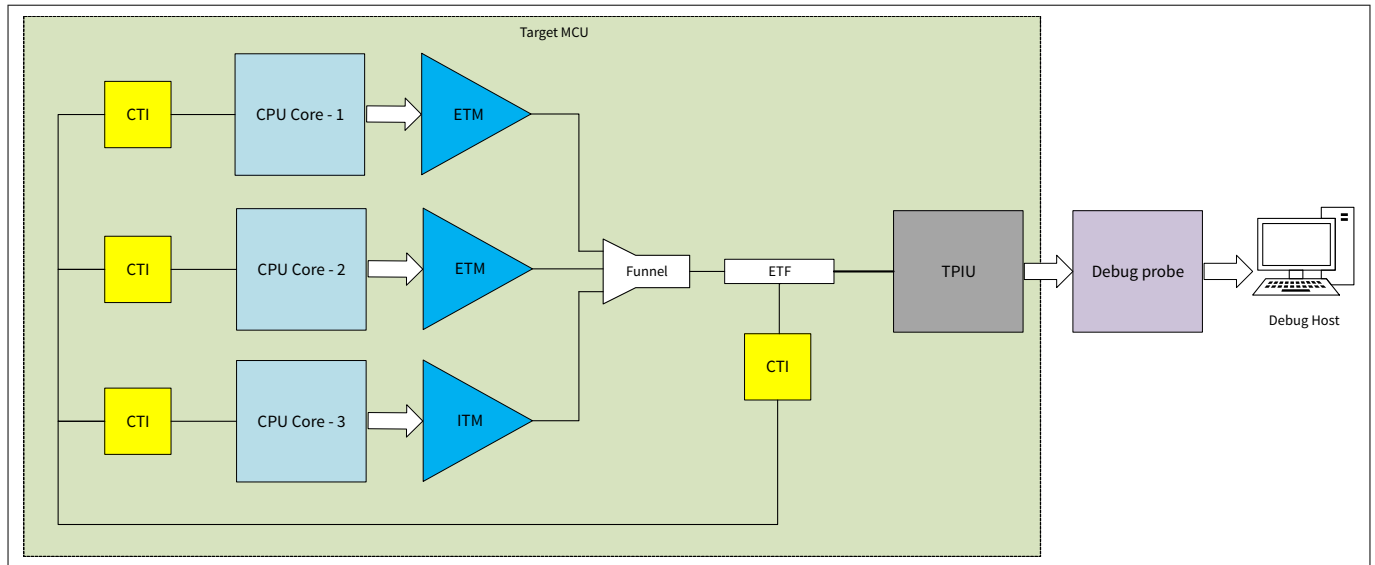 Target MCU
CTI
CPU Core - 1
ETM
CTI
CPU Core - 2
ETM
Funnel
ETF
TPIU
Debug probe
Debug Host
CTI
CTI
CPU Core - 3
ITM